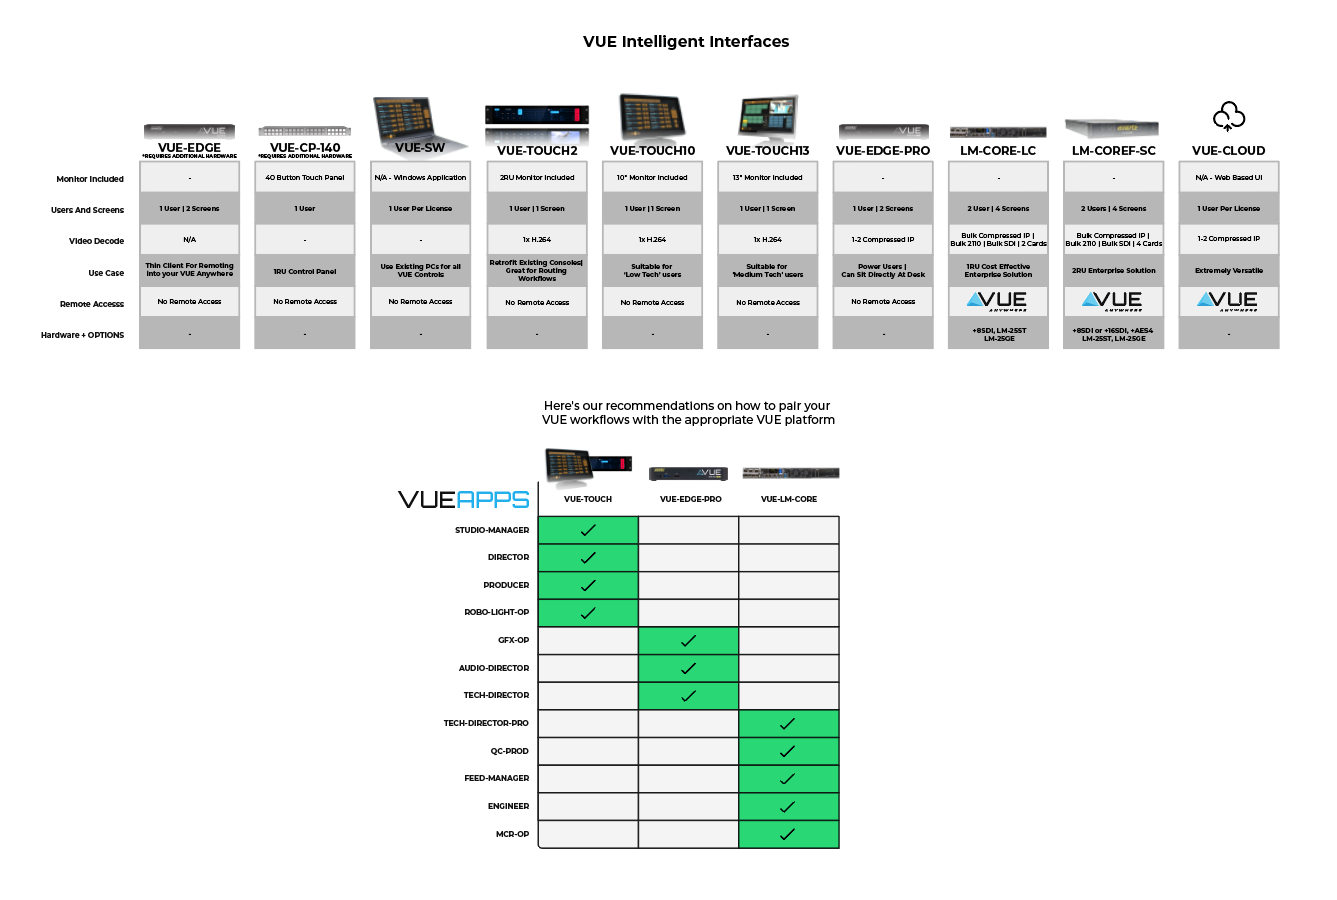 VUE Intelligent Interfaces
VUE-EDGE
*REQUIRES ADDITIONAL HARDWARE
VUE-CP-140
*REQUIRES ADDITIONAL HARDWARE
VUE-SW
VUE-TOUCH2
VUE-TOUCH10
VUE-TOUCH13
VUE
VUE-EDGE-PRO
LM-CORE-LC
LM-COREF-SC
VUE-CLOUD
Monitor Included
-
40 Button Touch Panel
N/A - Windows Application
2RU Monitor Included
10" Monitor Included
13" Monitor Included
-
-
-
N/A - Web Based UI
Users And Screens
1 User | 2 Screens
1 User
1 User Per License
1 User | 1 Screen
1 User | 1 Screen
1 User | 1 Screen
1 User | 2 Screens
2 User | 4 Screens
2 Users | 4 Screens
1 User Per License
Video Decode
N/A
-
-
1x H.264
1x H.264
1x H.264
1-2 Compressed IP
Bulk Compressed IP |
Bulk 2110 | Bulk SDI | 2 Cards
Bulk Compressed IP |
Bulk 2110 | Bulk SDI | 4 Cards
1-2 Compressed IP
Use Case
Thin Client For Remoting
Into your VUE Anywhere
1RU Control Panel
Use Existing PCs for all
VUE Controls
Retrofit Existing Consoles|
Great for Routing
Workflows
Suitable for
'Low Tech' users
Suitable for
'Medium Tech' users
Power Users |
Can Sit Directly At Desk
1RU Cost Effective
Enterprise Solution
2RU Enterprise Solution
Extremely Versatile
Remote Accesss
No Remote Access
No Remote Access
No Remote Access
No Remote Access
No Remote Access
No Remote Access
No Remote Access
VUE
ANYWHERE
VUE
ANYWHERE
VUE
ANYWHERE
Hardware + OPTIONS
-
-
-
-
-
-
-
+8SDI, LM-25ST
LM-25GE
+8SDI or +16SDI, +AES4
LM-25ST, LM-25GE
-
Here's our recommendations on how to pair your
VUE workflows with the appropriate VUE platform
VUE
VUEAPPS
VUE-TOUCH
VUE-EDGE-PRO
VUE-LM-CORE
STUDIO-MANAGER
DIRECTOR
PRODUCER
ROBO-LIGHT-OP
GFX-OP
AUDIO-DIRECTOR
TECH-DIRECTOR
TECH-DIRECTOR-PRO
QC-PROD
FEED-MANAGER
ENGINEER
MCR-OP